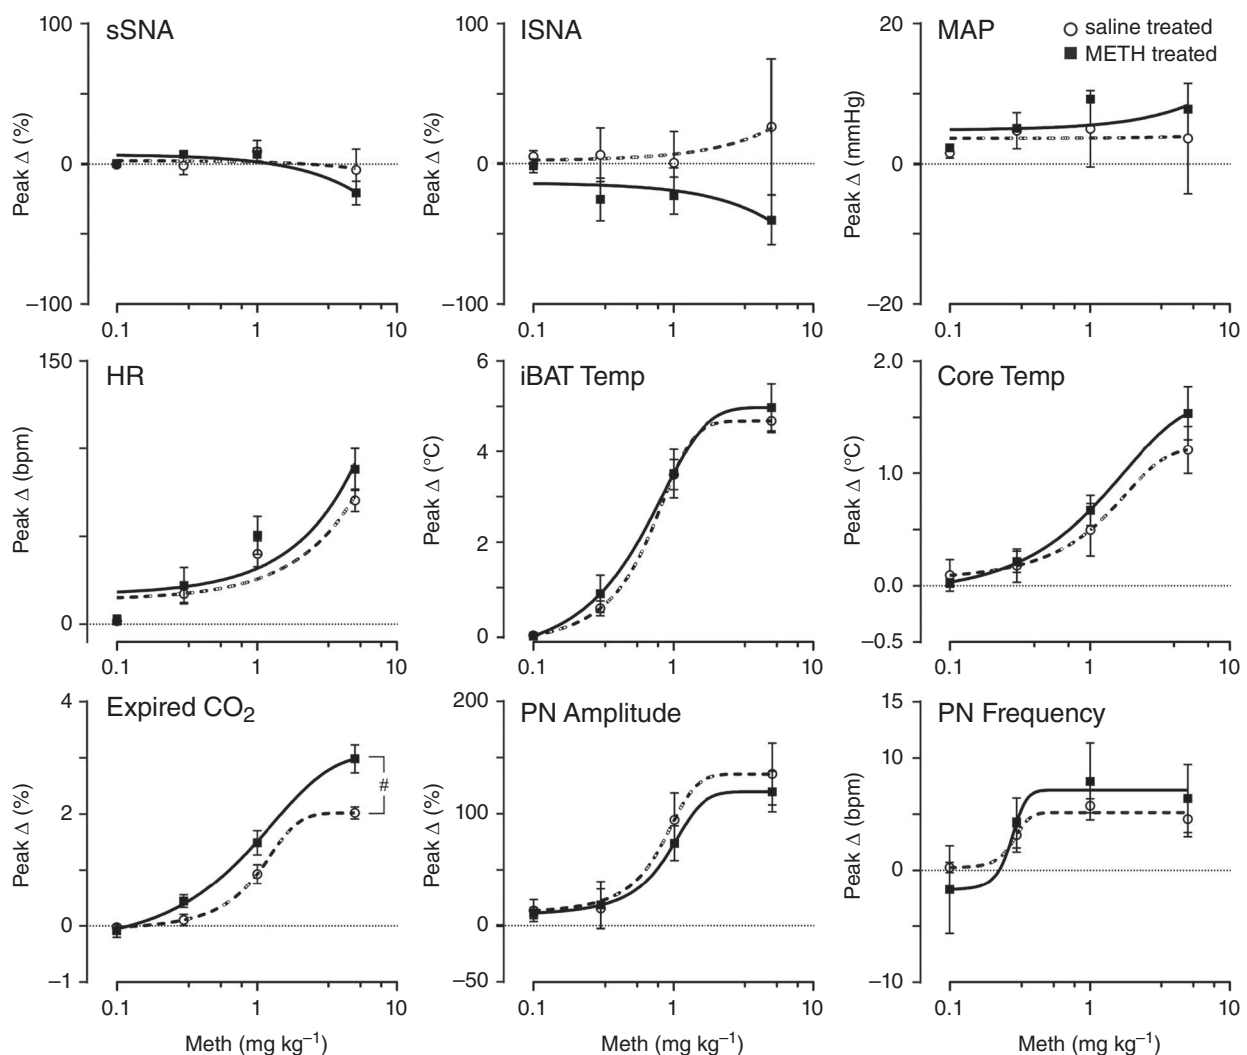 sSNA
100
0
–100
Peak Δ (%)
0.1 1 10
lSNA
100
0
–100
Peak Δ (%)
0.1 1 10
MAP
saline treated
METH treated
20
0
–20
Peak Δ (mmHg)
0.1 1 10
HR
150
0
Peak Δ (bpm)
0.1 1 10
iBAT Temp
6
4
2
0
Peak Δ (°C)
0.1 1 10
Core Temp
2.0
1.0
0.0
–0.5
Peak Δ (°C)
0.1 1 10
Expired CO₂
4
2
0
–1
Peak Δ (%)
#
0.1 1 10
Meth (mg kg⁻¹)
PN Amplitude
200
100
0
–50
Peak Δ (%)
0.1 1 10
Meth (mg kg⁻¹)
PN Frequency
15
10
0
–10
Peak Δ (bpm)
0.1 1 10
Meth (mg kg⁻¹)